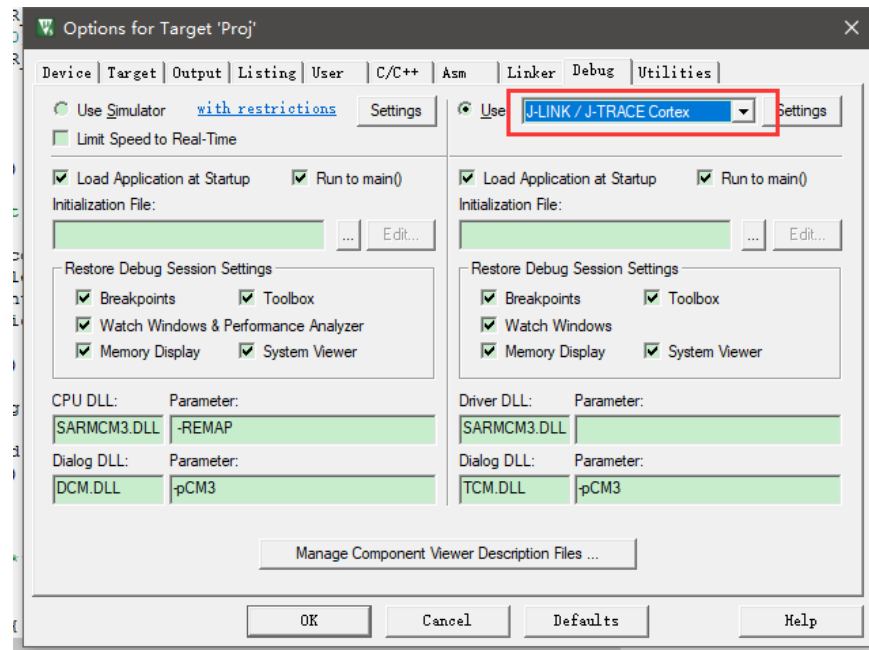 Options for Target 'Proj'
Device Target Output Listing User C/C++ Asm Linker Debug Utilities
Use Simulator with restrictions Settings
Limit Speed to Real-Time
Use J-LINK / J-TRACE Cortex Settings
Load Application at Startup Run to main()
Initialization File:
... Edit...
Restore Debug Session Settings
Breakpoints Toolbox
Watch Windows & Performance Analyzer
Memory Display System Viewer
CPU DLL: Parameter:
SARMCM3.DLL -REMAP
Dialog DLL: Parameter:
DCM.DLL -pCM3
Load Application at Startup Run to main()
Initialization File:
... Edit...
Restore Debug Session Settings
Breakpoints Toolbox
Watch Windows
Memory Display System Viewer
Driver DLL: Parameter:
SARMCM3.DLL
Dialog DLL: Parameter:
TCM.DLL -pCM3
Manage Component Viewer Description Files ...
OK Cancel Defaults Help